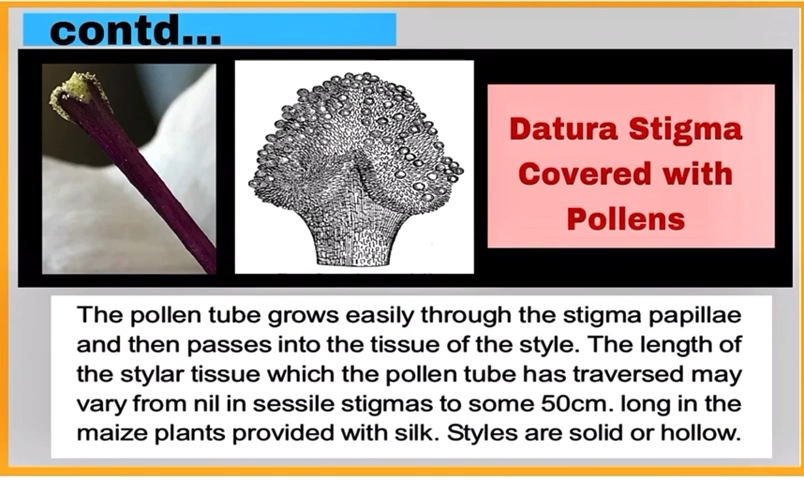 contd...
Datura Stigma
Covered with
Pollens
The pollen tube grows easily through the stigma papillae
and then passes into the tissue of the style. The length of
the stylar tissue which the pollen tube has traversed may
vary from nil in sessile stigmas to some 50cm. long in the
maize plants provided with silk. Styles are solid or hollow.